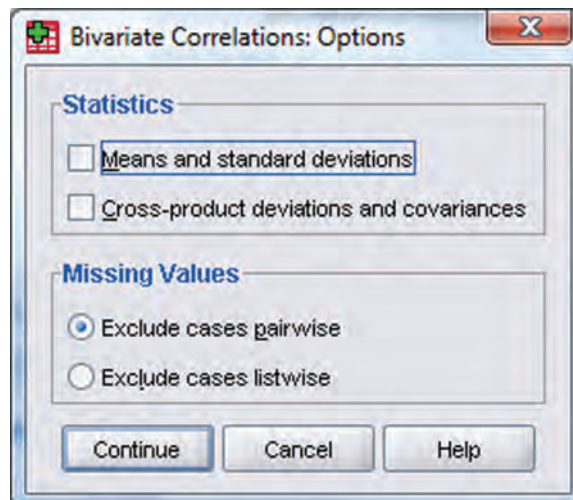 Bivariate Correlations: Options
Statistics
Means and standard deviations
Cross-product deviations and covariances
Missing Values
Exclude cases pairwise
Exclude cases listwise
Continue Cancel Help